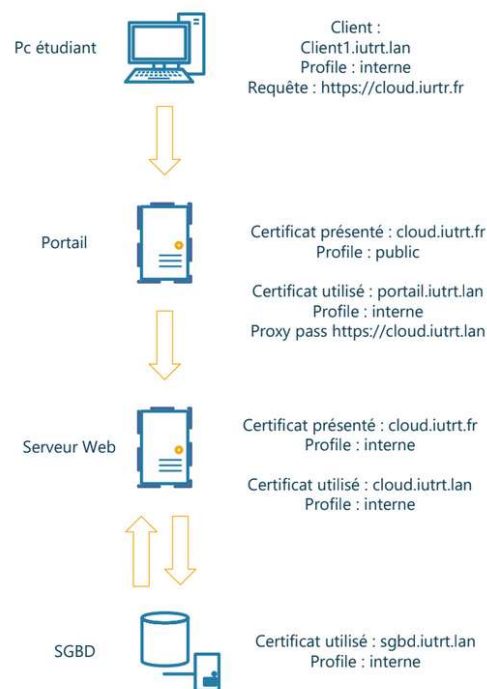 Pc étudiant
Client :
Client1.iutrt.lan
Profile : interne
Requête : https://cloud.iurtr.fr
Portail
Certificat présenté : cloud.iutrt.fr
Profile : public
Certificat utilisé : portail.iutrt.lan
Profile : interne
Proxy pass https://cloud.iutrt.lan
Serveur Web
Certificat présenté : cloud.iutrt.fr
Profile : interne
Certificat utilisé : cloud.iutrt.lan
Profile : interne
SGBD
Certificat utilisé : sgbd.iutrt.lan
Profile : interne